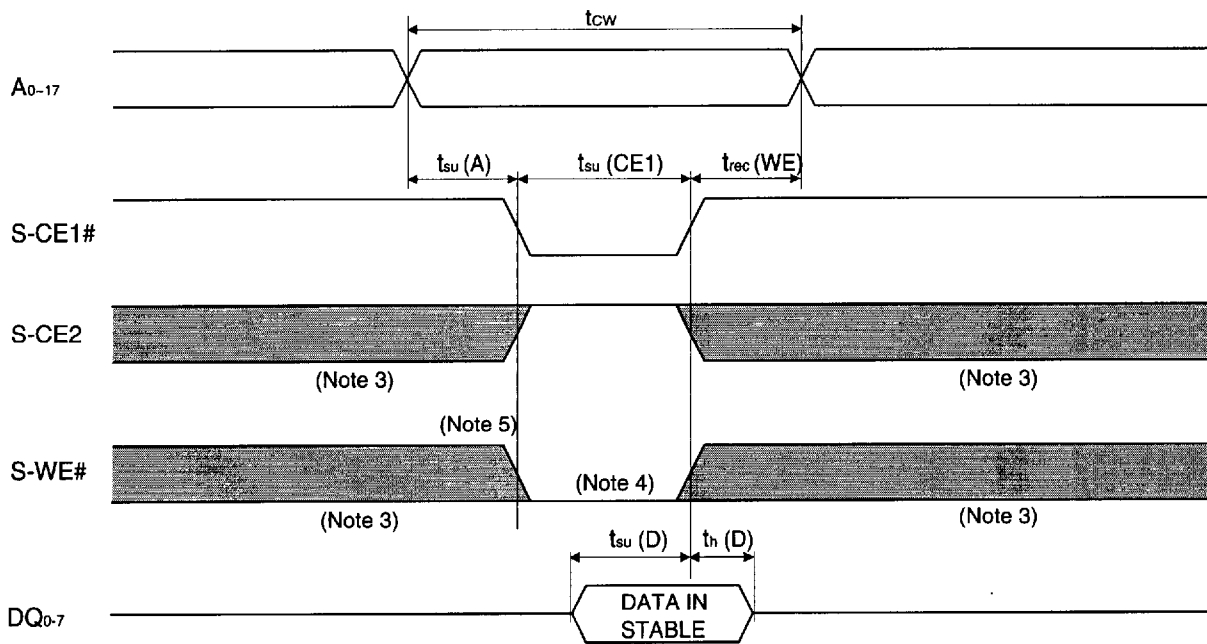 tCW
A0~17
tsu (A) tsu (CE1) trec (WE)
S-CE1#
S-CE2
(Note 3) (Note 3)
(Note 5)
S-WE#
(Note 4)
(Note 3) (Note 3)
tsu (D) th (D)
DQ0-7
DATA IN
STABLE